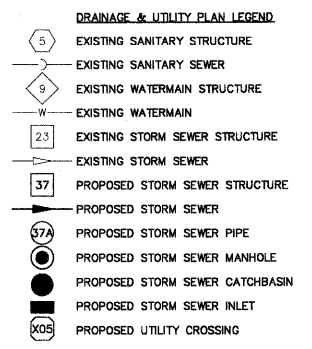 DRAINAGE & UTILITY PLAN LEGEND
5 EXISTING SANITARY STRUCTURE
EXISTING SANITARY SEWER
9 EXISTING WATERMAIN STRUCTURE
W EXISTING WATERMAIN
23 EXISTING STORM SEWER STRUCTURE
EXISTING STORM SEWER
37 PROPOSED STORM SEWER STRUCTURE
PROPOSED STORM SEWER
37A PROPOSED STORM SEWER PIPE
PROPOSED STORM SEWER MANHOLE
PROPOSED STORM SEWER CATCHBASIN
PROPOSED STORM SEWER INLET
X05 PROPOSED UTILITY CROSSING